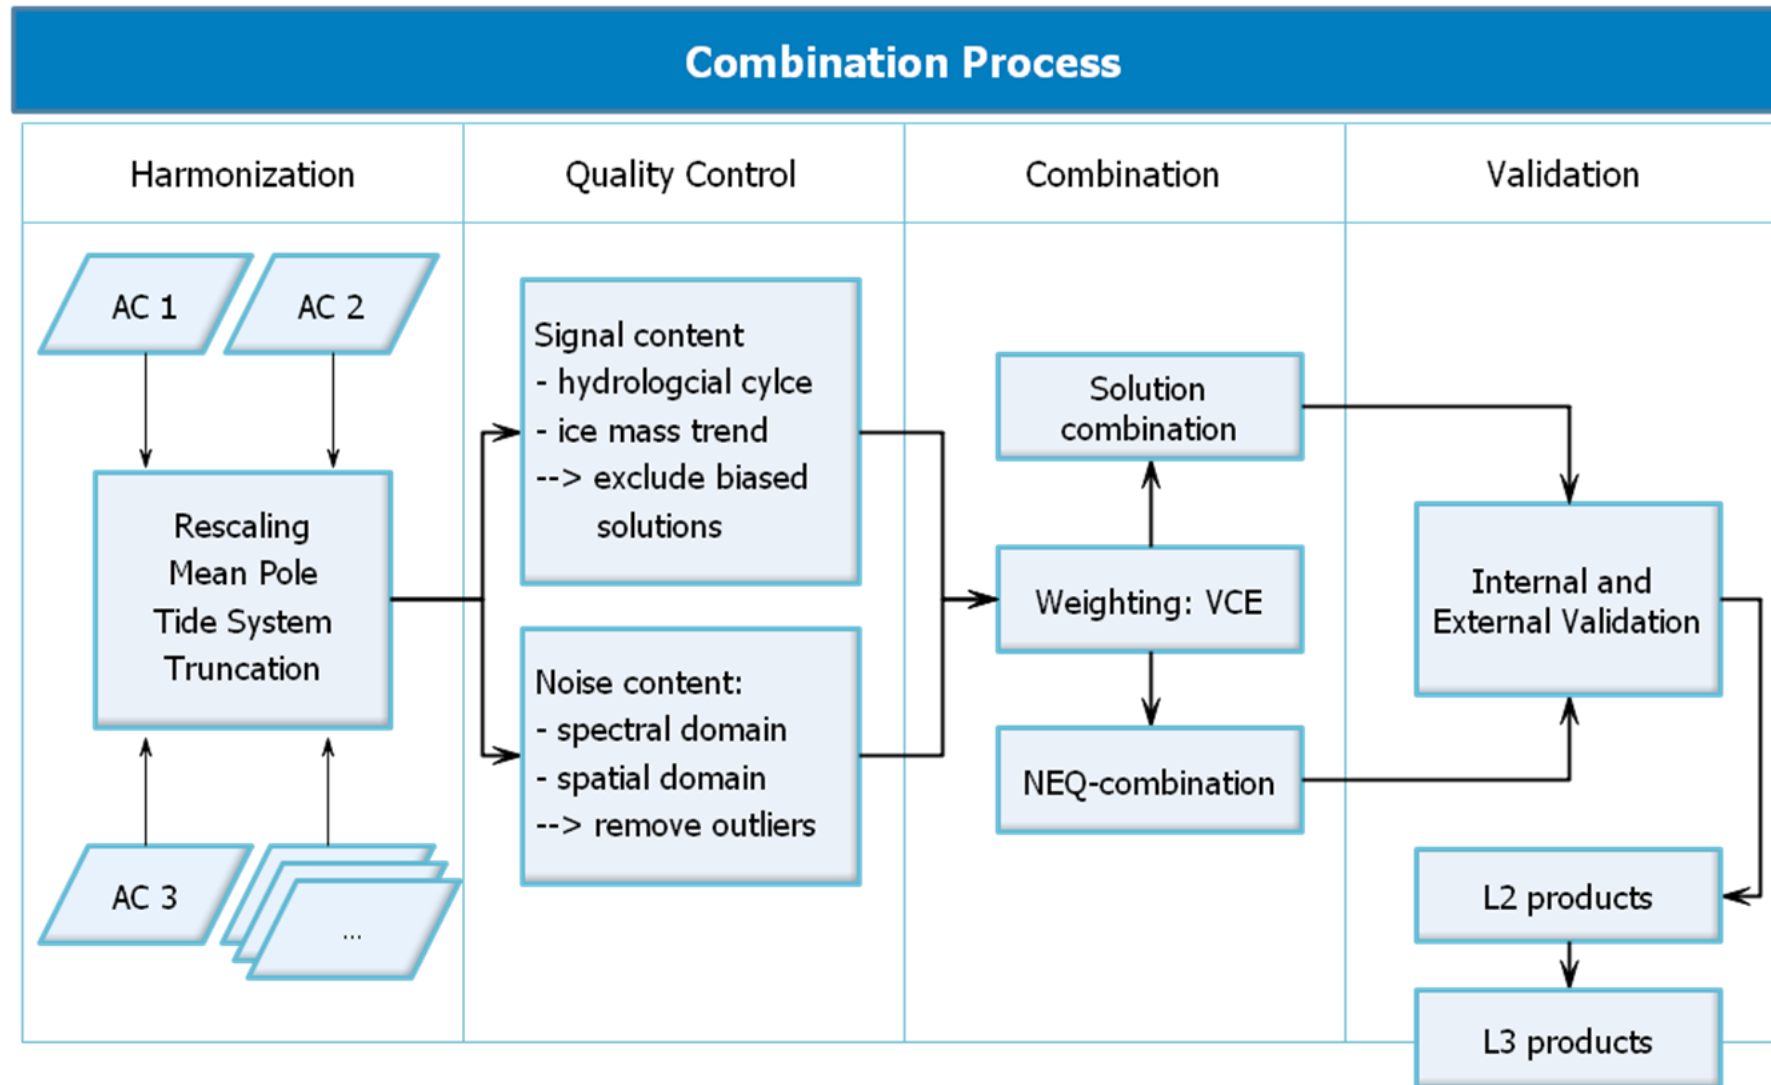 Combination Process
Harmonization
Quality Control
Combination
Validation
AC 1
AC 2
Rescaling
Mean Pole
Tide System
Truncation
AC 3
...
Signal content
- hydrologcial cylce
- ice mass trend
--> exclude biased
solutions
Noise content:
- spectral domain
- spatial domain
--> remove outliers
Solution
combination
Weighting: VCE
NEQ-combination
Internal and
External Validation
L2 products
L3 products